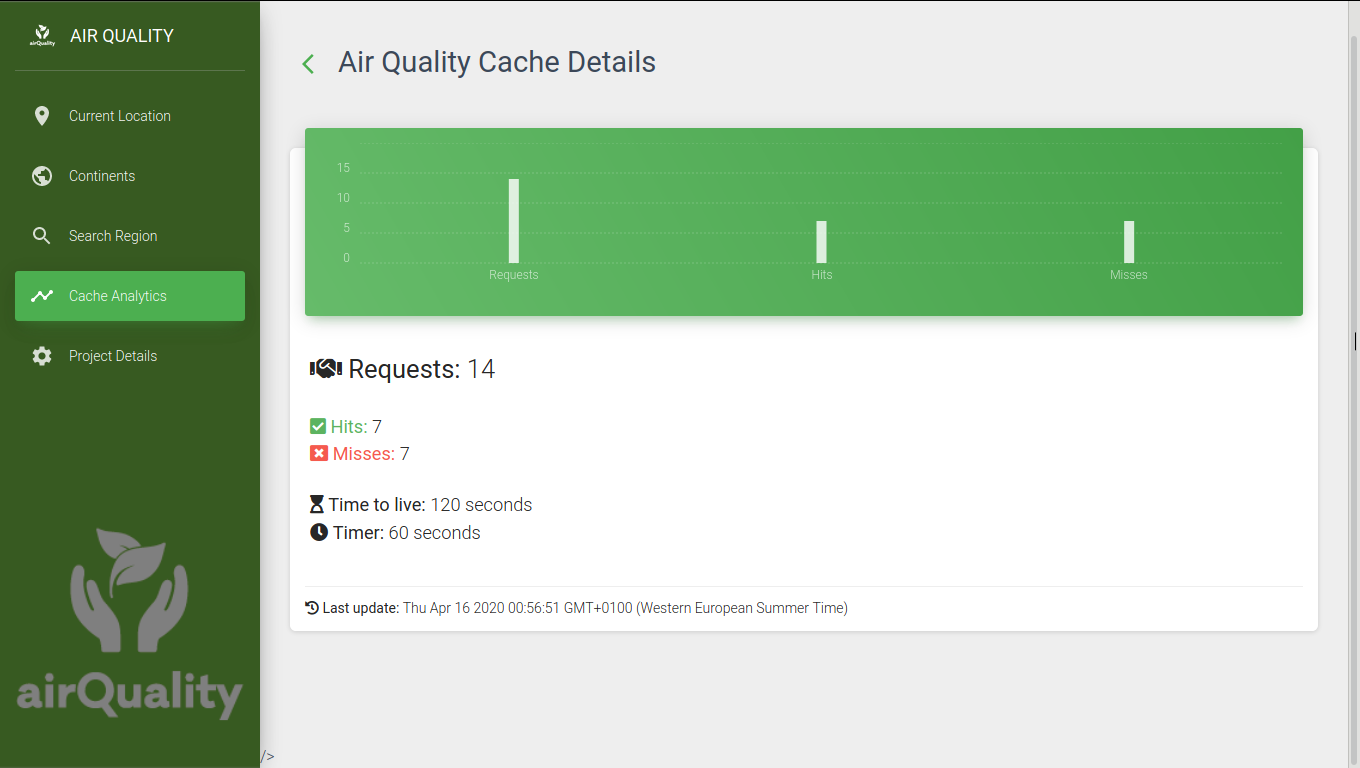 airQuality AIR QUALITY
Current Location
Continents
Search Region
Cache Analytics
Project Details
airQuality
Air Quality Cache Details
15
10
5
0
Requests Hits Misses
Requests: 14
Hits: 7
Misses: 7
Time to live: 120 seconds
Timer: 60 seconds
Last update: Thu Apr 16 2020 00:56:51 GMT+0100 (Western European Summer Time)
/>